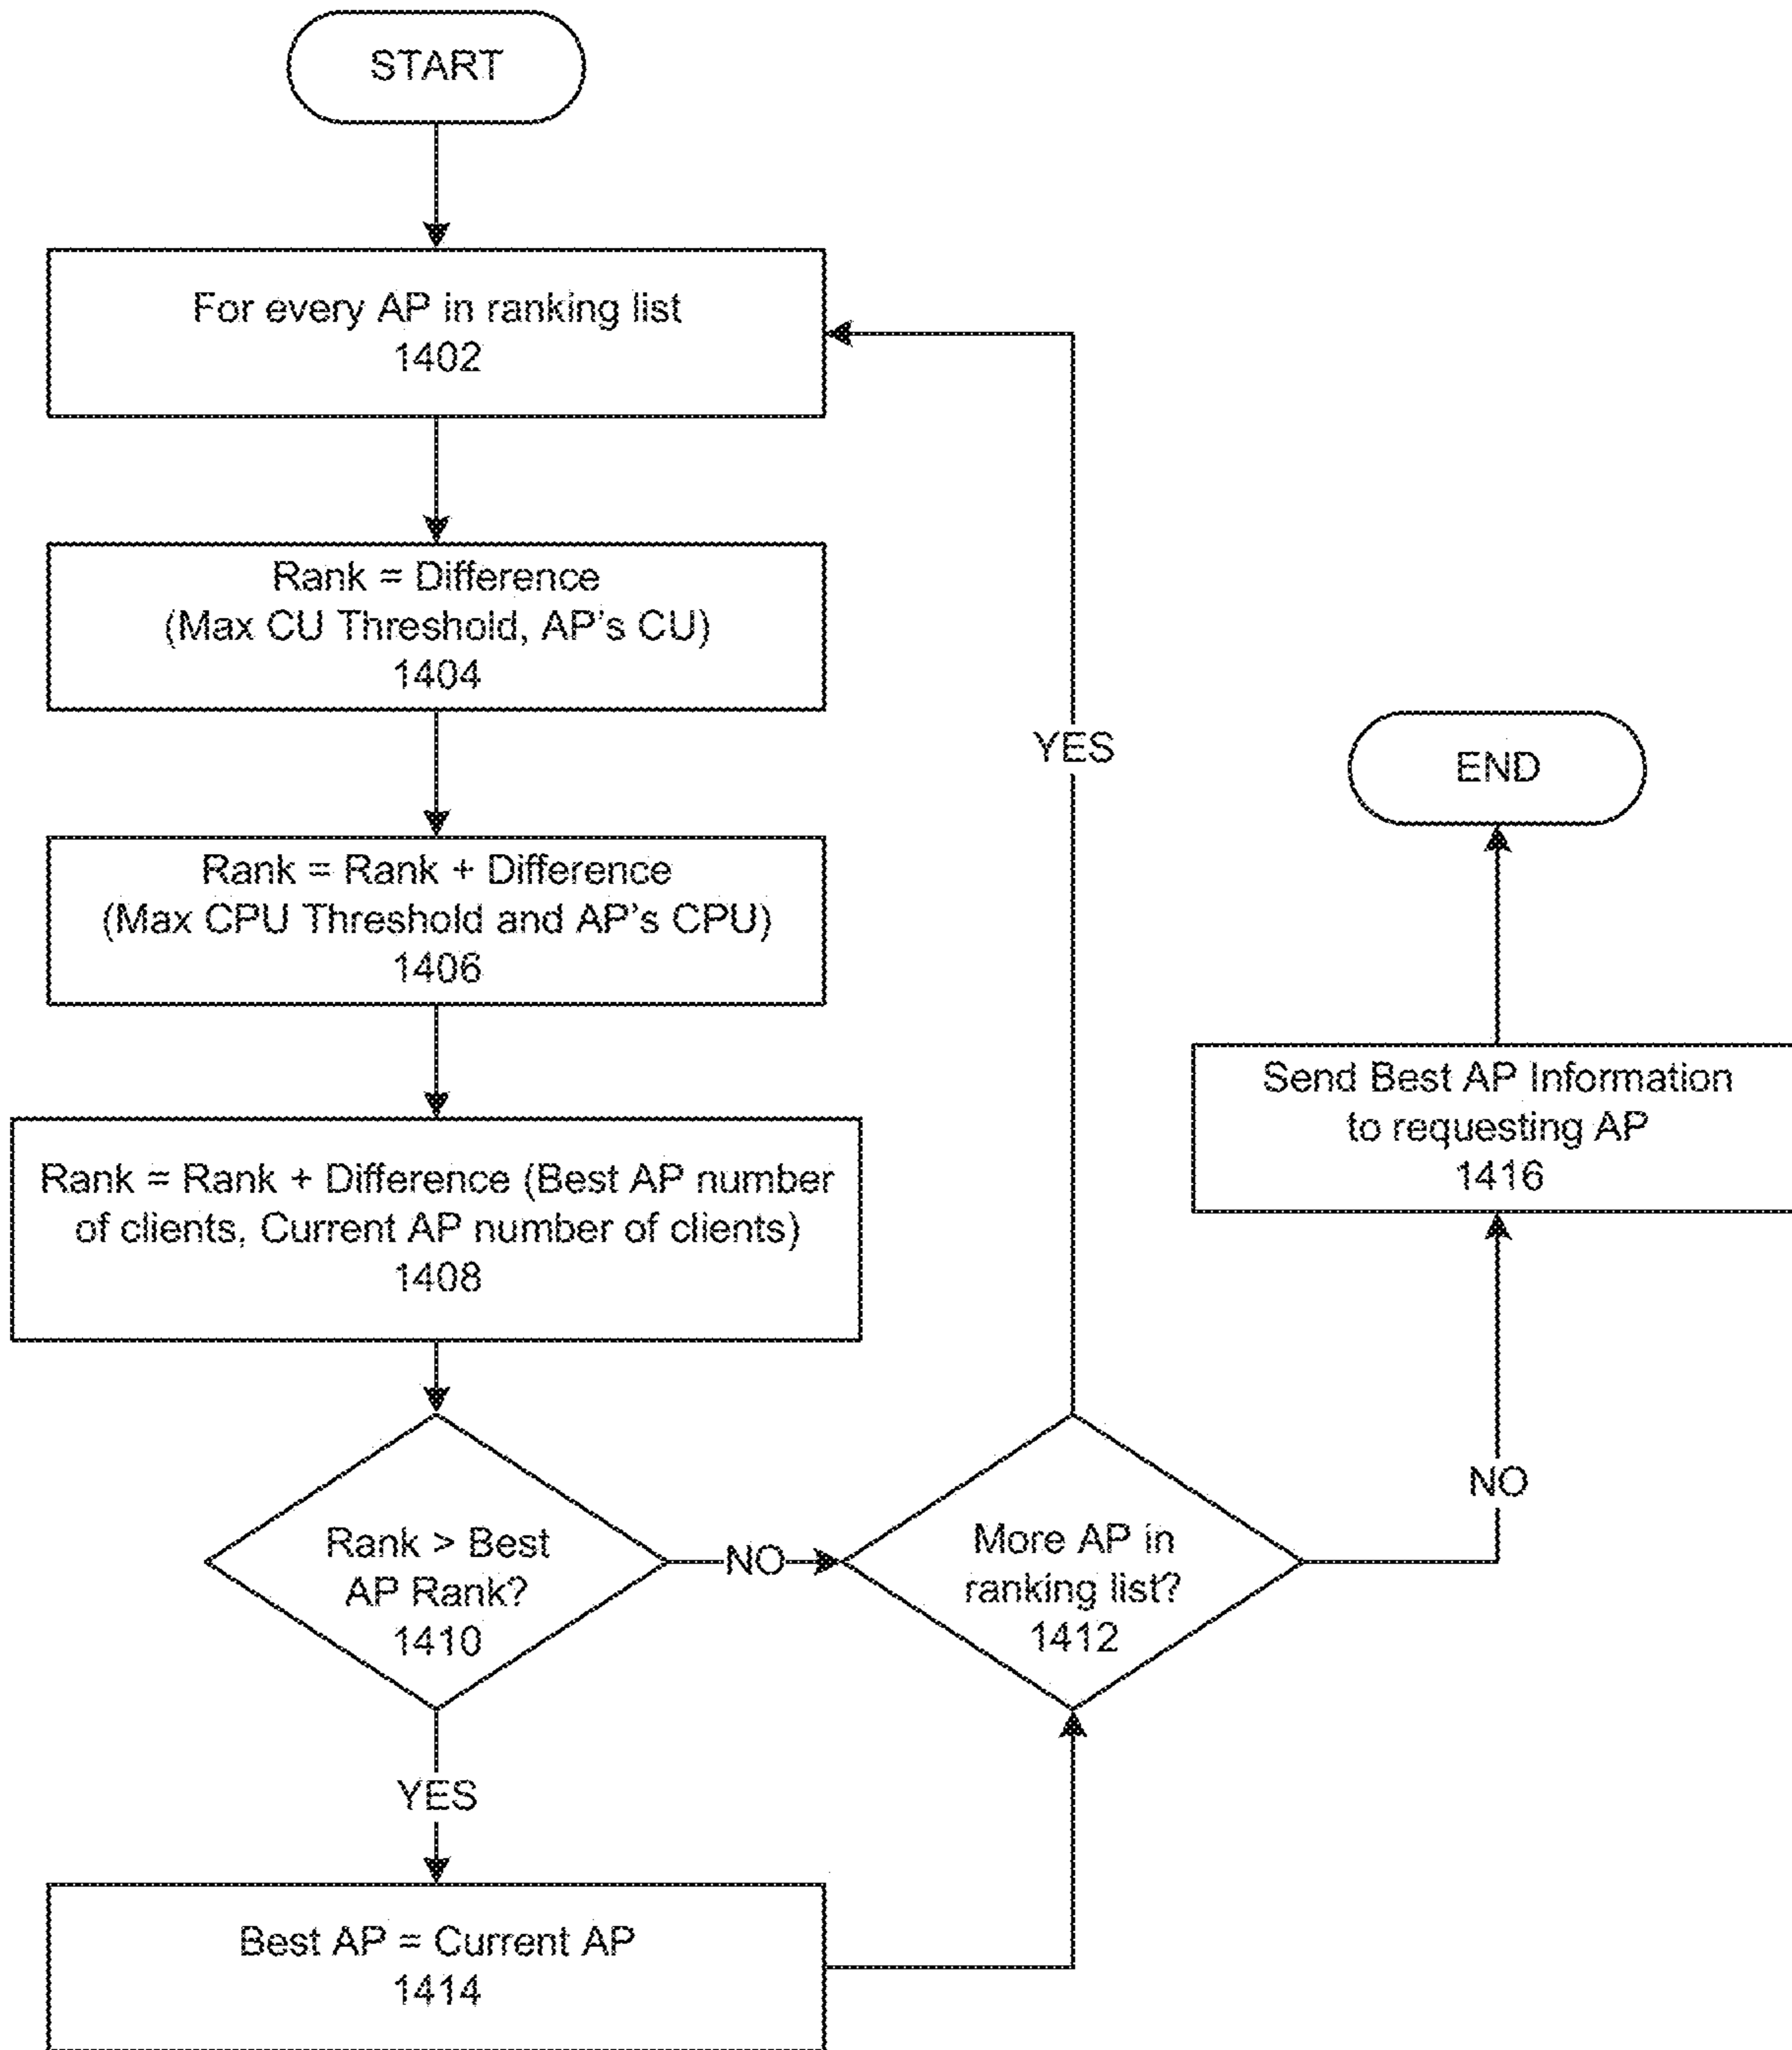 START
For every AP in ranking list
1402
Rank = Difference
(Max CU Threshold, AP's CU)
1404
Rank = Rank + Difference
(Max CPU Threshold and AP's CPU)
1406
Rank = Rank + Difference (Best AP number
of clients, Current AP number of clients)
1408
Rank > Best
AP Rank?
1410
NO
YES
Best AP = Current AP
1414
More AP in
ranking list?
1412
YES
NO
Send Best AP Information
to requesting AP
1416
END